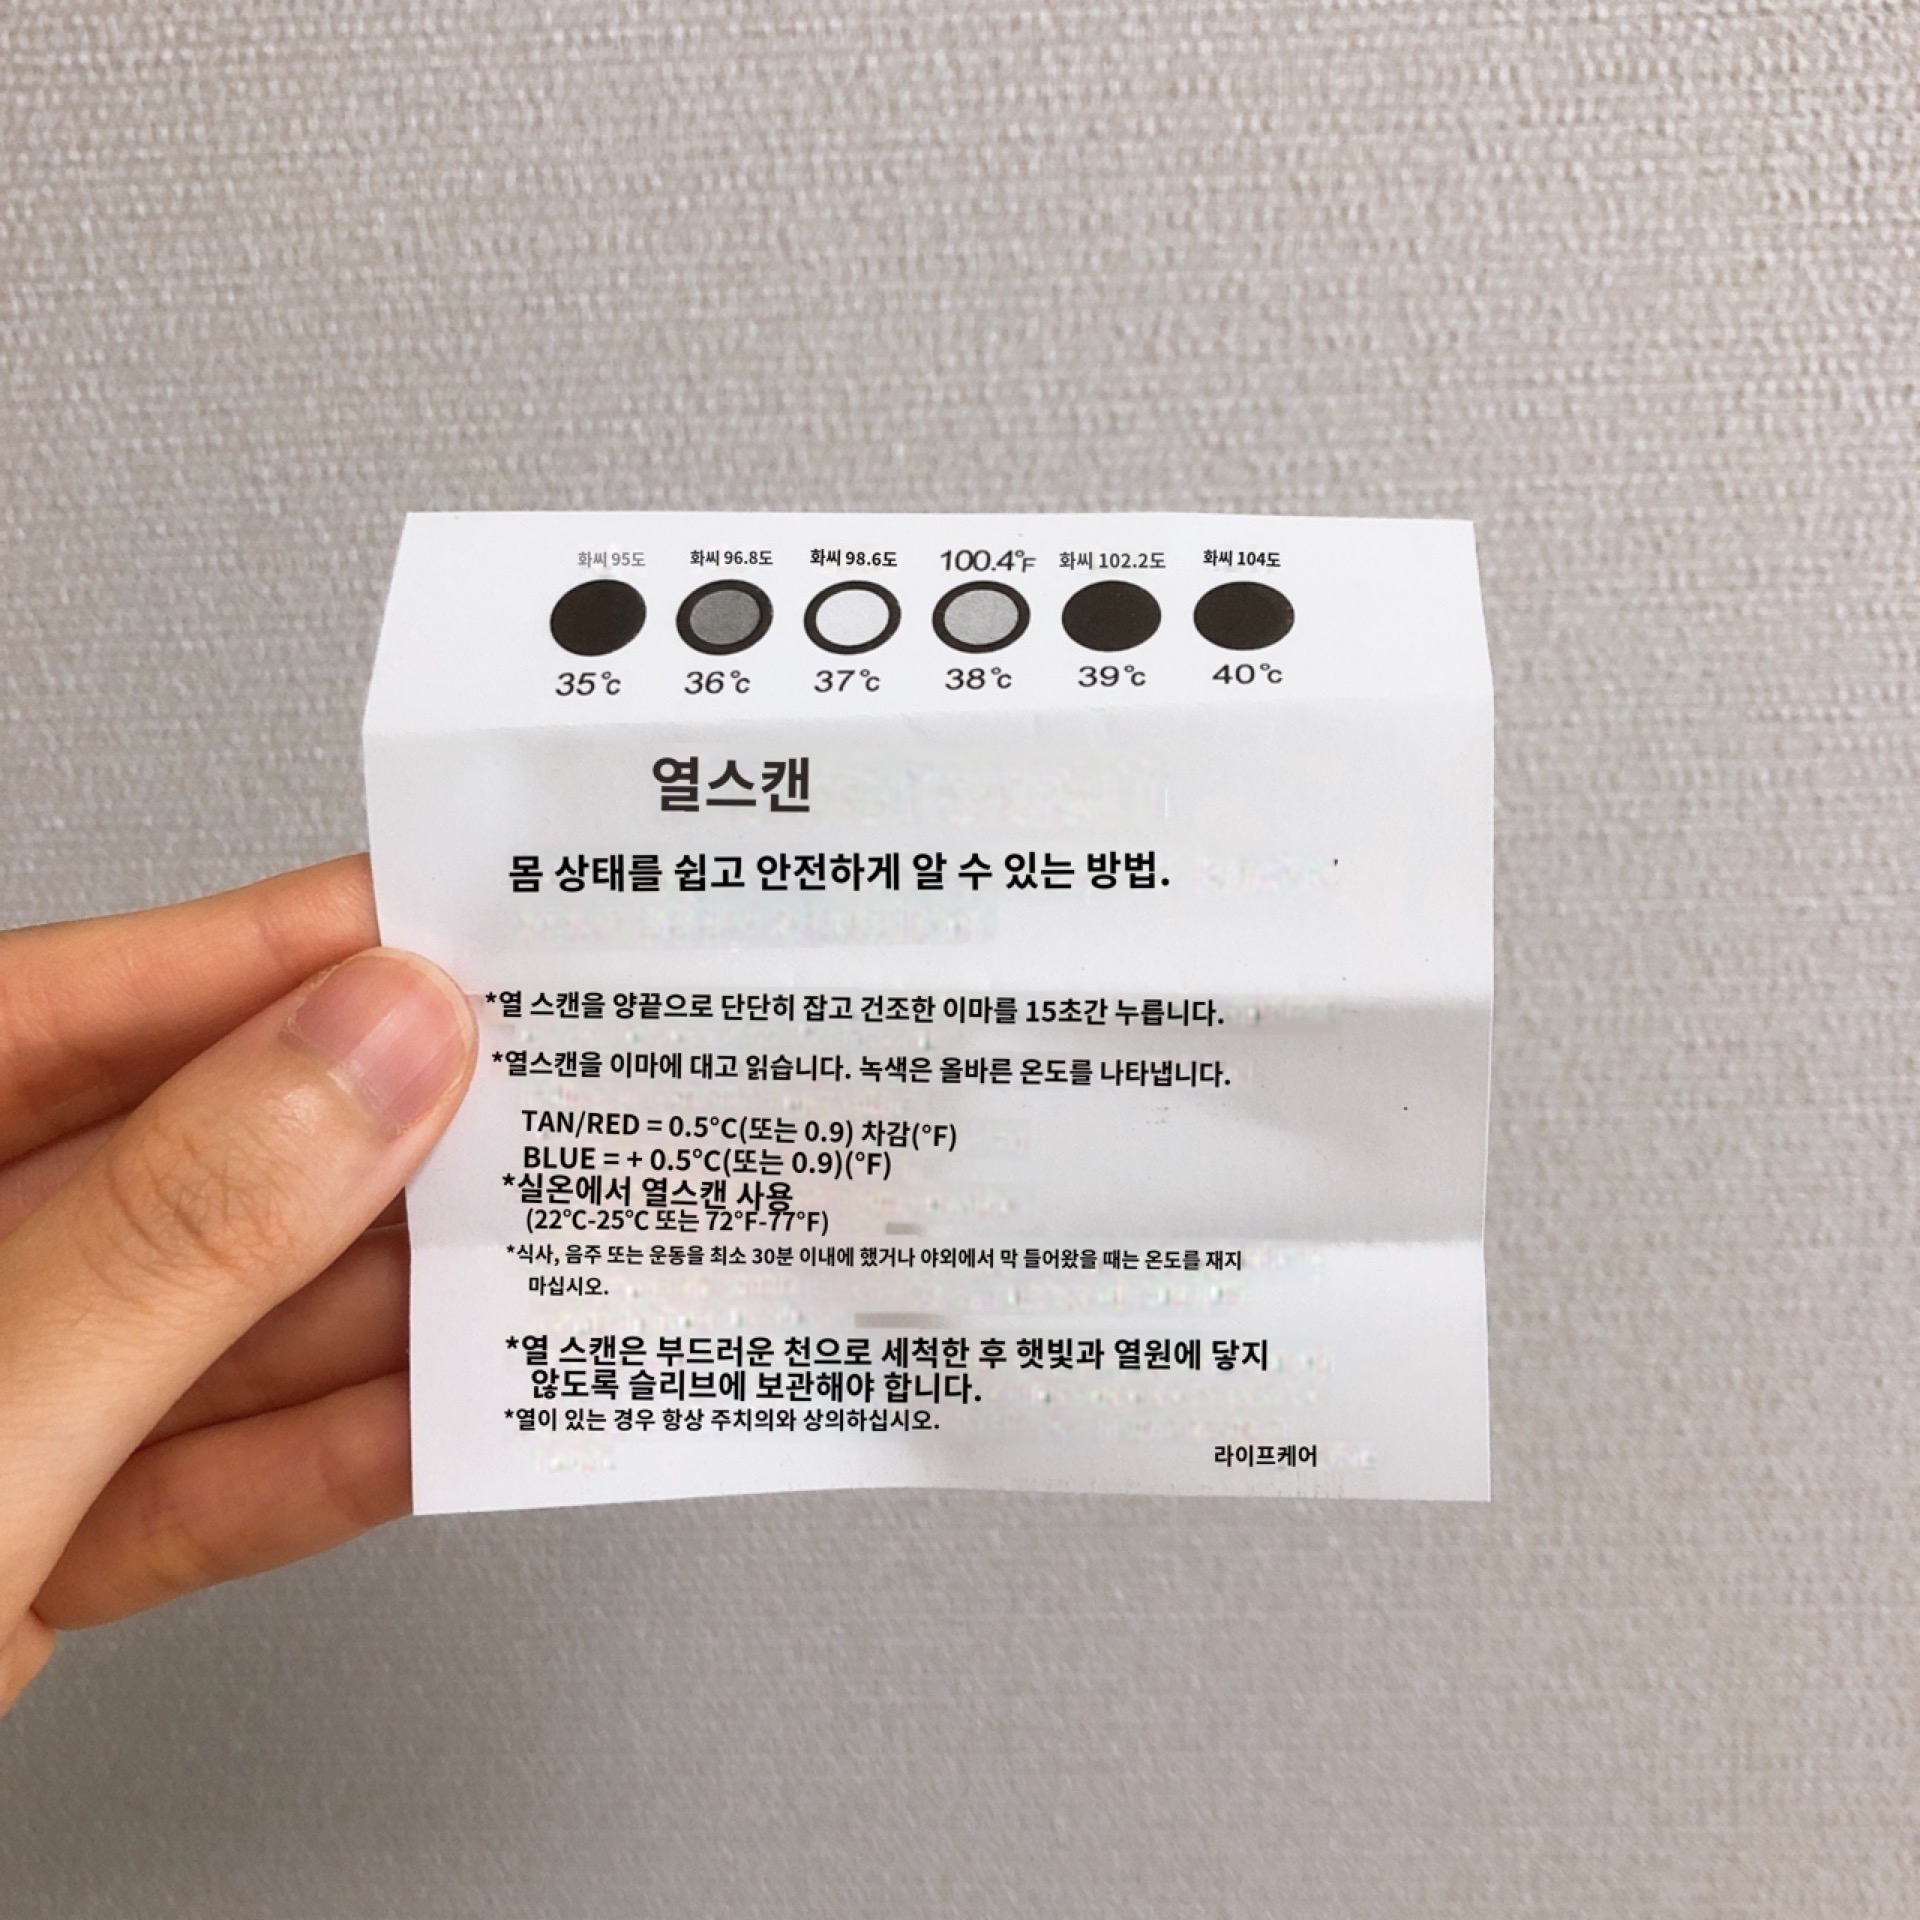 화씨 95도 화씨 96.8도 화씨 98.6도 100.4°F 화씨 102.2도 화씨 104도
35°C 36°C 37°C 38°C 39°C 40°C
열스캔
몸 상태를 쉽고 안전하게 알 수 있는 방법.
*열 스캔을 양끝으로 단단히 잡고 건조한 이마를 15초간 누릅니다.
*열스캔을 이마에 대고 읽습니다. 녹색은 올바른 온도를 나타냅니다.
TAN/RED = 0.5°C(또는 0.9) 차감(°F)
BLUE = + 0.5°C(또는 0.9)(°F)
*실온에서 열스캔 사용
(22°C-25°C 또는 72°F-77°F)
*식사, 음주 또는 운동을 최소 30분 이내에 했거나 야외에서 막 들어왔을 때는 온도를 재지
마십시오.
*열 스캔은 부드러운 천으로 세척한 후 햇빛과 열원에 닿지
않도록 슬리브에 보관해야 합니다.
*열이 있는 경우 항상 주치의와 상의하십시오.
라이프케어